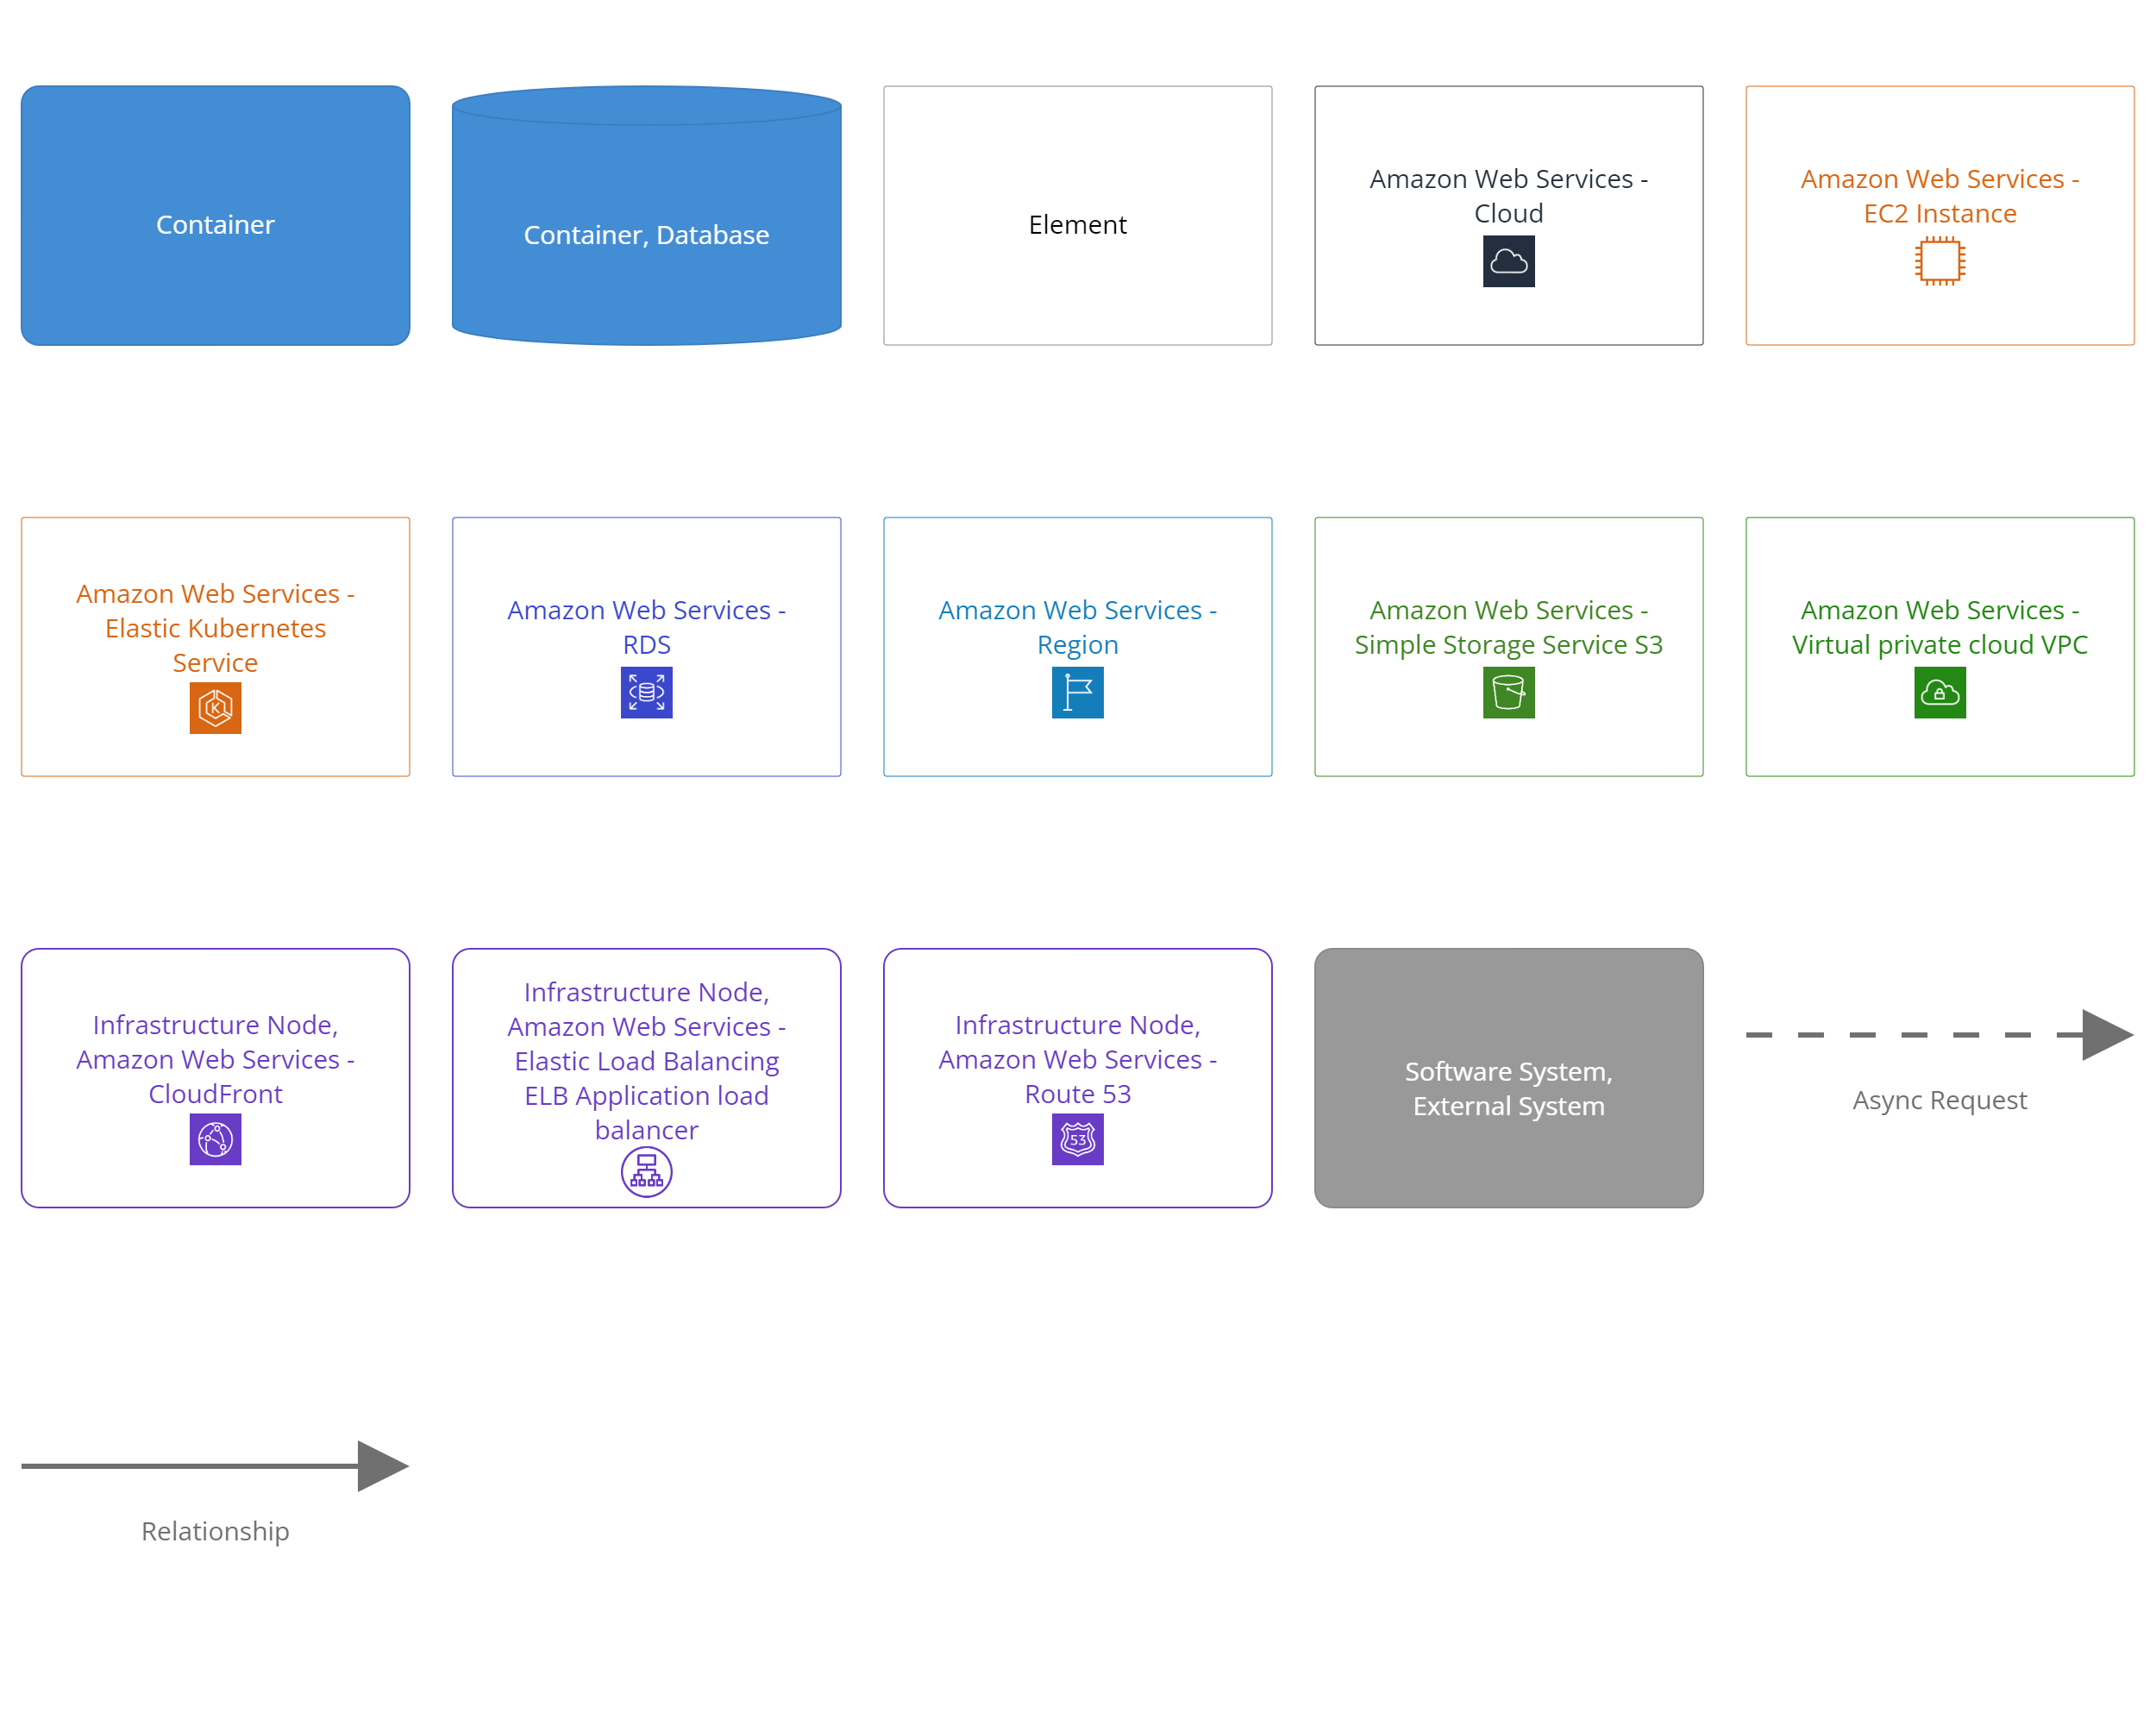 Container
Container, Database
Element
Amazon Web Services -
Cloud
Amazon Web Services -
EC2 Instance
Amazon Web Services -
Elastic Kubernetes
Service
K
Amazon Web Services -
RDS
Amazon Web Services -
Region
Amazon Web Services -
Simple Storage Service S3
Amazon Web Services -
Virtual private cloud VPC
Infrastructure Node,
Amazon Web Services -
CloudFront
Infrastructure Node,
Amazon Web Services -
Elastic Load Balancing
ELB Application load
balancer
Infrastructure Node,
Amazon Web Services -
Route 53
53
Software System,
External System
Async Request
Relationship